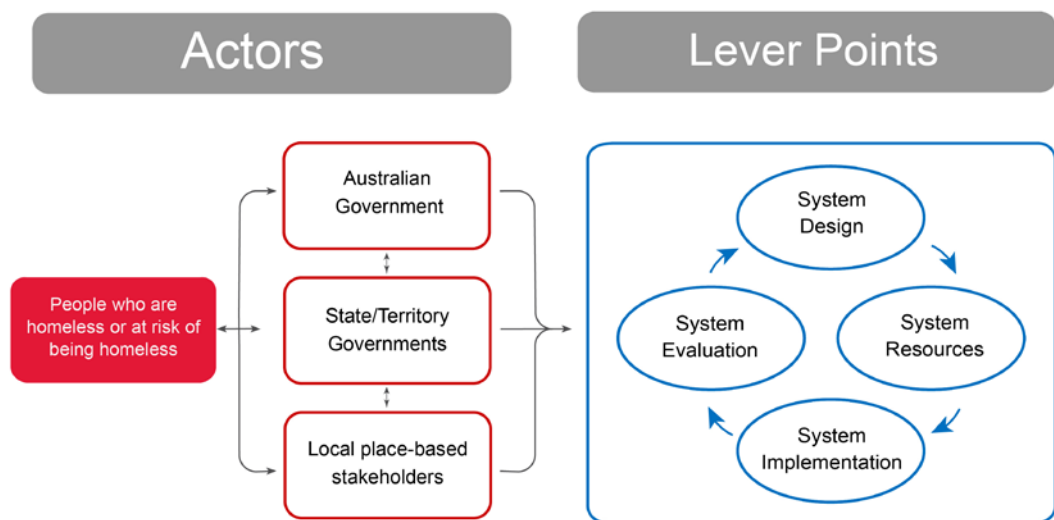 Actors
Lever Points
Australian
Government
People who are
homeless or at risk of
being homeless
State/Territory
Governments
Local place-based
stakeholders
System
Design
System
Evaluation
System
Resources
System
Implementation